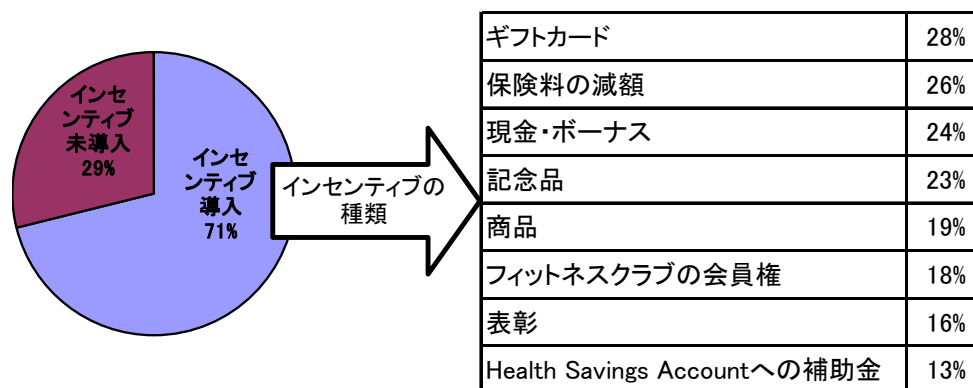 インセ
ンティブ
未導入
29%
インセ
ンティブ
導入
71%
インセンティブの
種類
ギフトカード 28%
保険料の減額 26%
現金・ボーナス 24%
記念品 23%
商品 19%
フィットネスクラブの会員権 18%
表彰 16%
Health Savings Accountへの補助金 13%